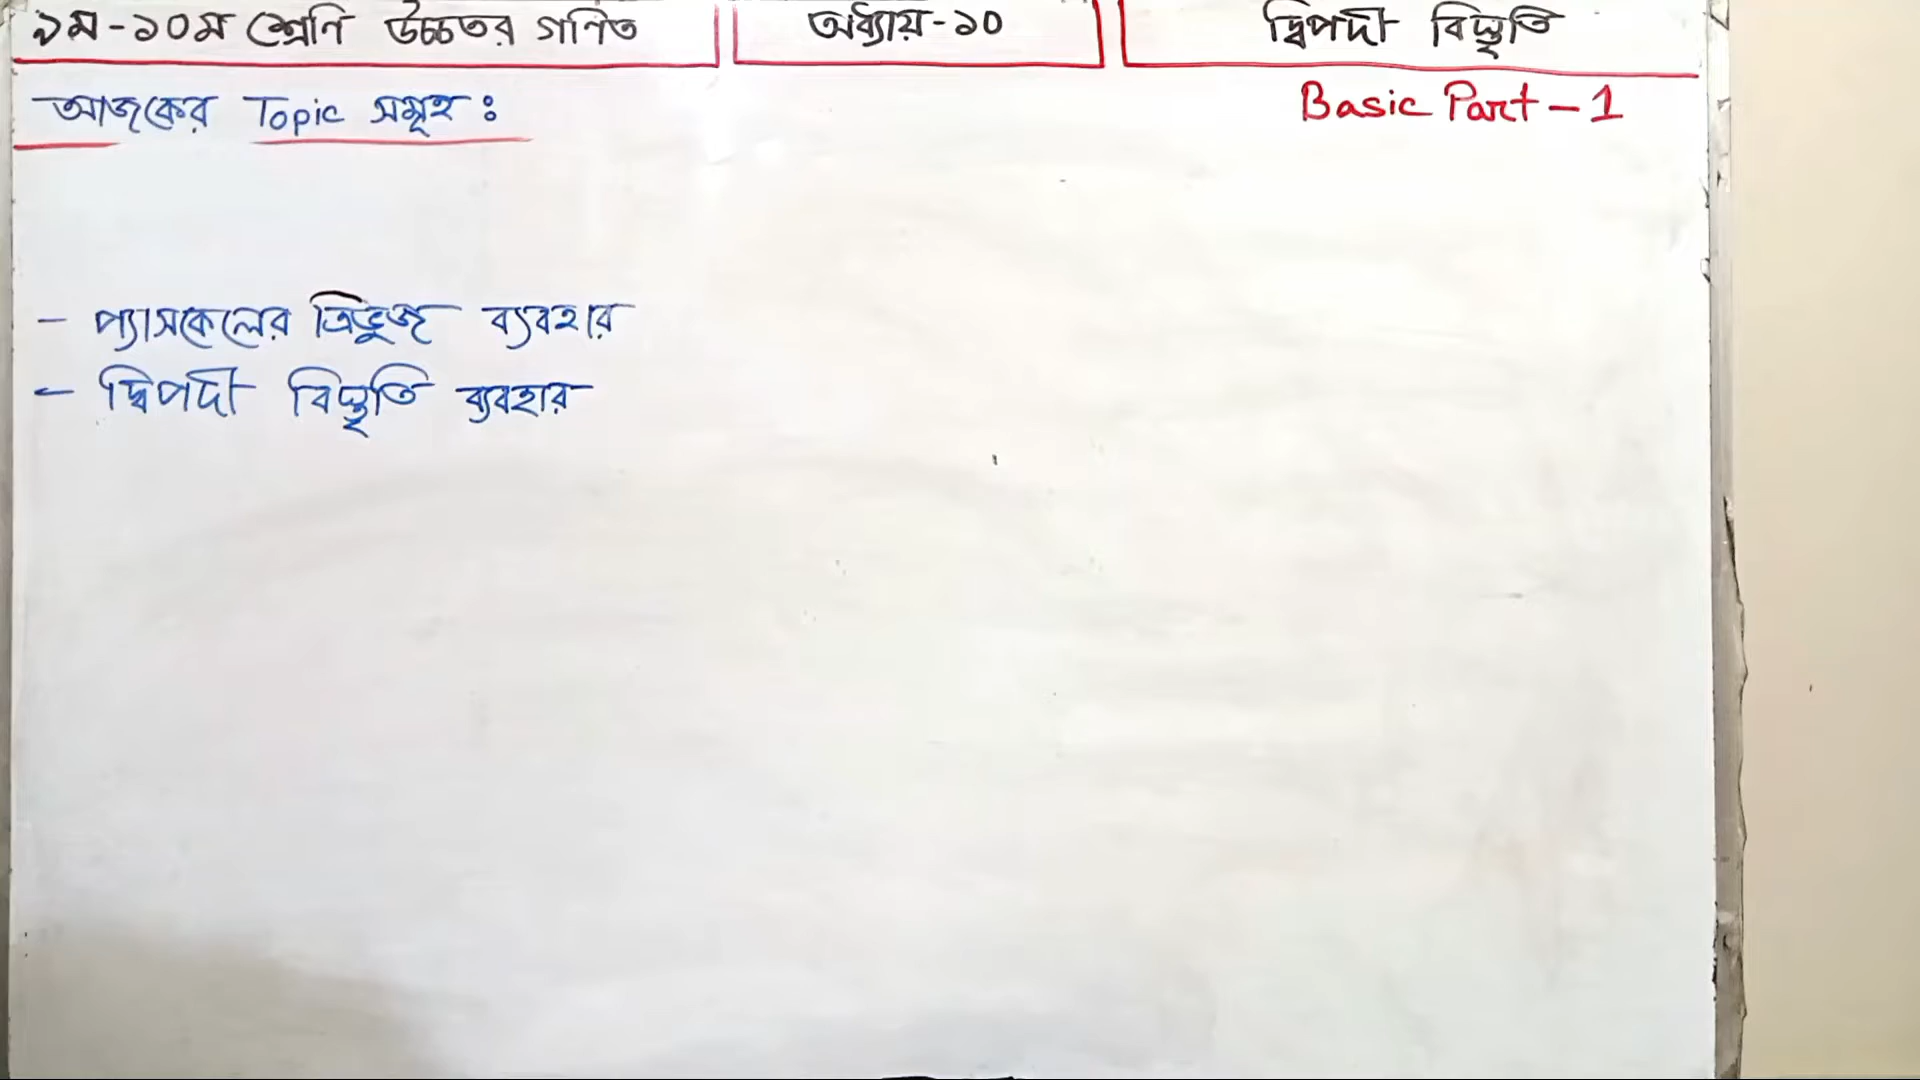 ৯ম-১০ম শ্রেণি উচ্চতর গণিত
অধ্যায়-১০
দ্বিপদী বিস্তৃতি
আজকের Topic সমূহ :
Basic Part - 1
- প্যাসকেলের ত্রিভুজ ব্যবহার
- দ্বিপদী বিস্তৃতি ব্যবহার